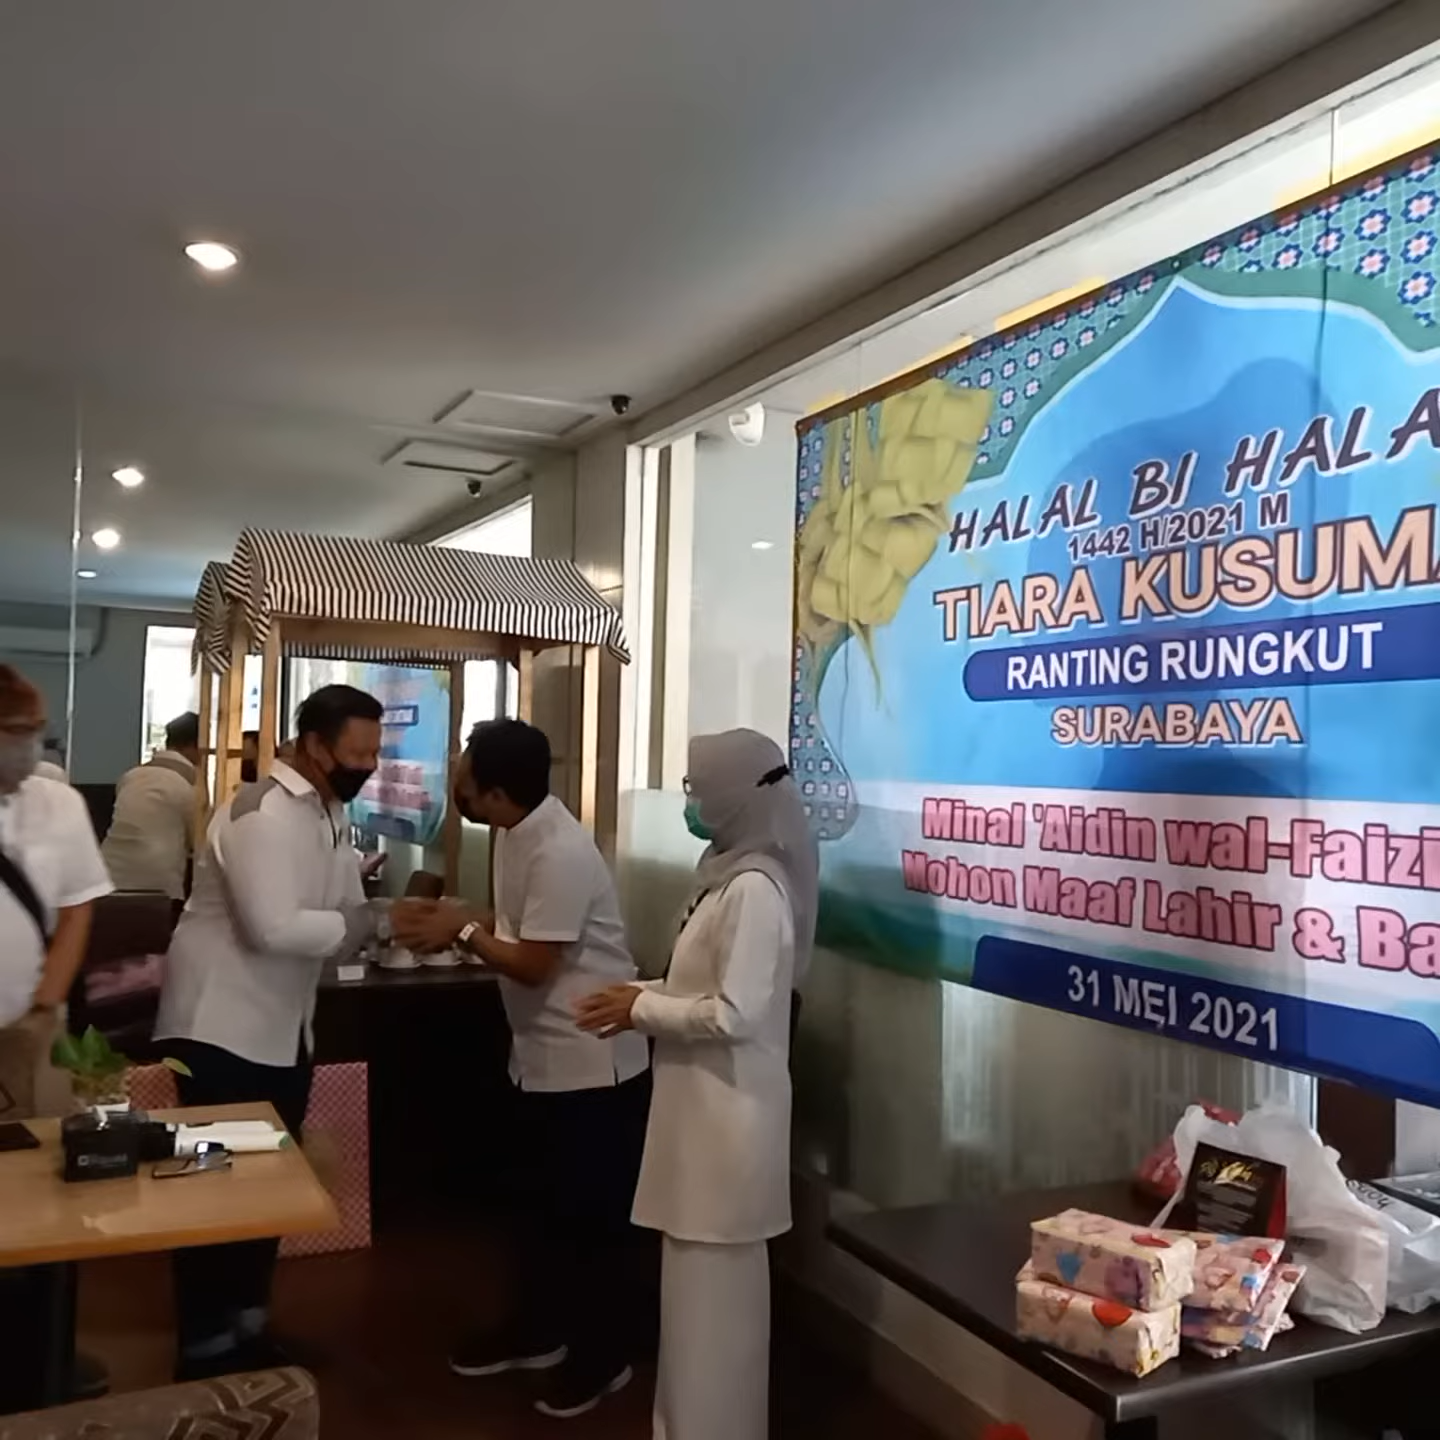 HALAL BI HALA
1442 H/2021 M
TIARA KUSUMA
RANTING RUNGKUT
SURABAYA
Minal 'Aidin wal-Faizi
Mohon Maaf Lahir & Ba
31 MEI 2021